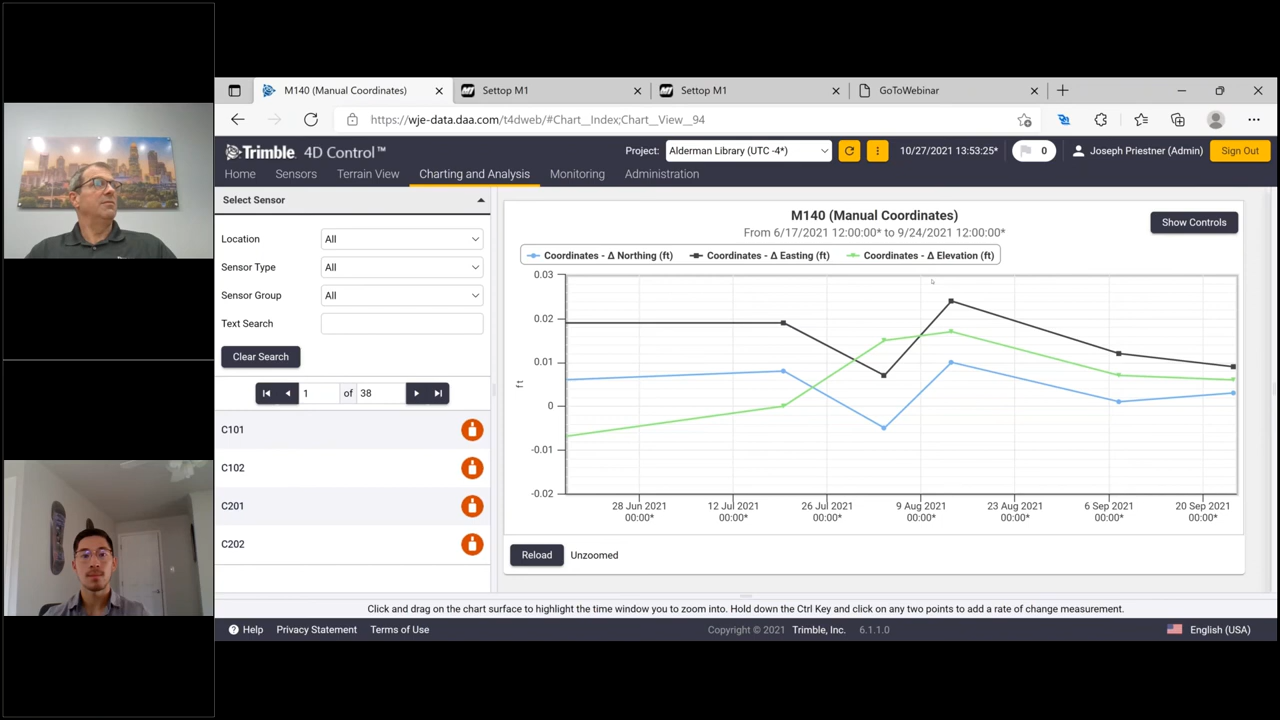 M140 (Manual Coordinates)
Settop M1
Settop M1
GoToWebinar
https://wje-data.daa.com/t4dweb/#Chart__Index;Chart__View__94
Trimble 4D Control™
Project: Alderman Library (UTC -4*)
10/27/2021 13:53:25*
0
Joseph Priestner (Admin)
Sign Out
Home Sensors Terrain View Charting and Analysis Monitoring Administration
Select Sensor
Location All
Sensor Type All
Sensor Group All
Text Search
Clear Search
1 of 38
C101
C102
C201
C202
M140 (Manual Coordinates)
From 6/17/2021 12:00:00* to 9/24/2021 12:00:00*
Show Controls
Coordinates - Δ Northing (ft) Coordinates - Δ Easting (ft) Coordinates - Δ Elevation (ft)
0.03
0.02
0.01
0
-0.01
-0.02
ft
28 Jun 2021 12 Jul 2021 26 Jul 2021 9 Aug 2021 23 Aug 2021 6 Sep 2021 20 Sep 2021
00:00* 00:00* 00:00* 00:00* 00:00* 00:00* 00:00*
Reload Unzoomed
Click and drag on the chart surface to highlight the time window you to zoom into. Hold down the Ctrl Key and click on any two points to add a rate of change measurement.
Help Privacy Statement Terms of Use
Copyright © 2021 Trimble, Inc. 6.1.1.0
English (USA)